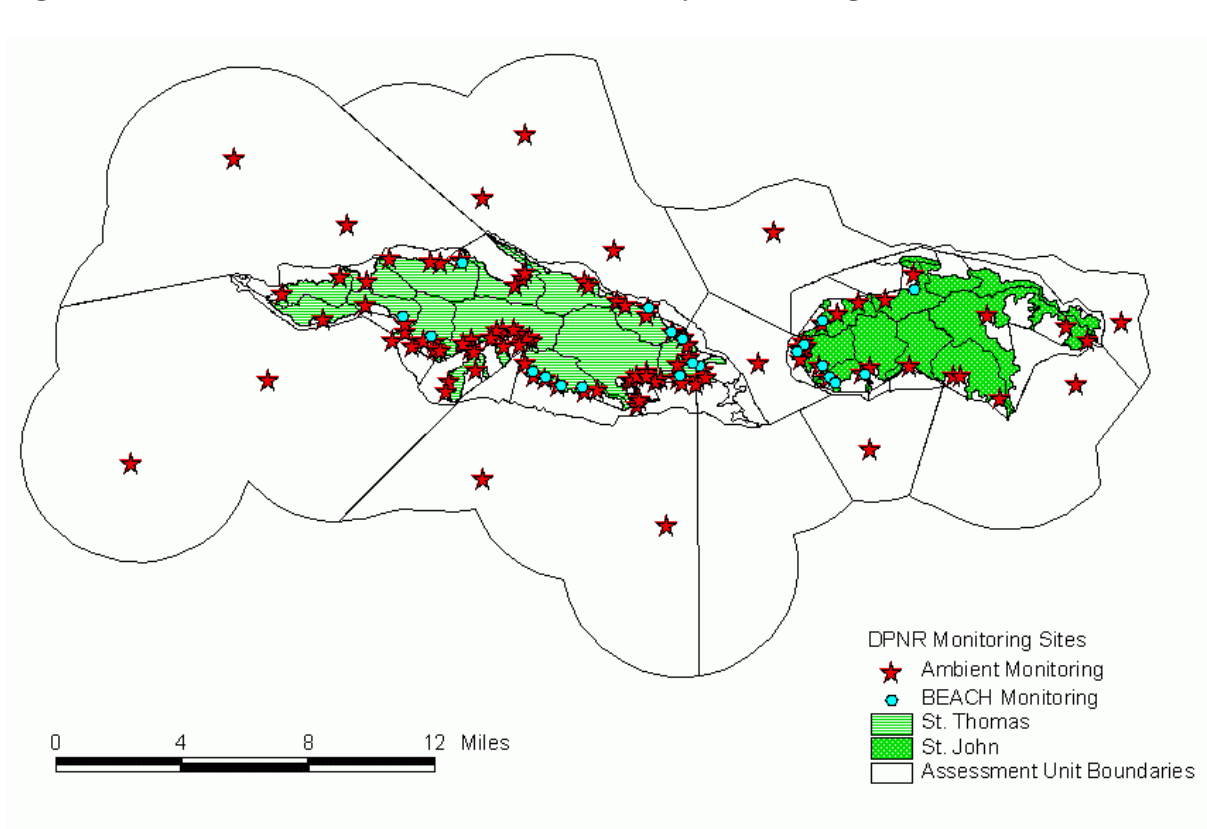 DPNR Monitoring Sites
Ambient Monitoring
BEACH Monitoring
St. Thomas
St. John
Assessment Unit Boundaries
0 4 8 12 Miles